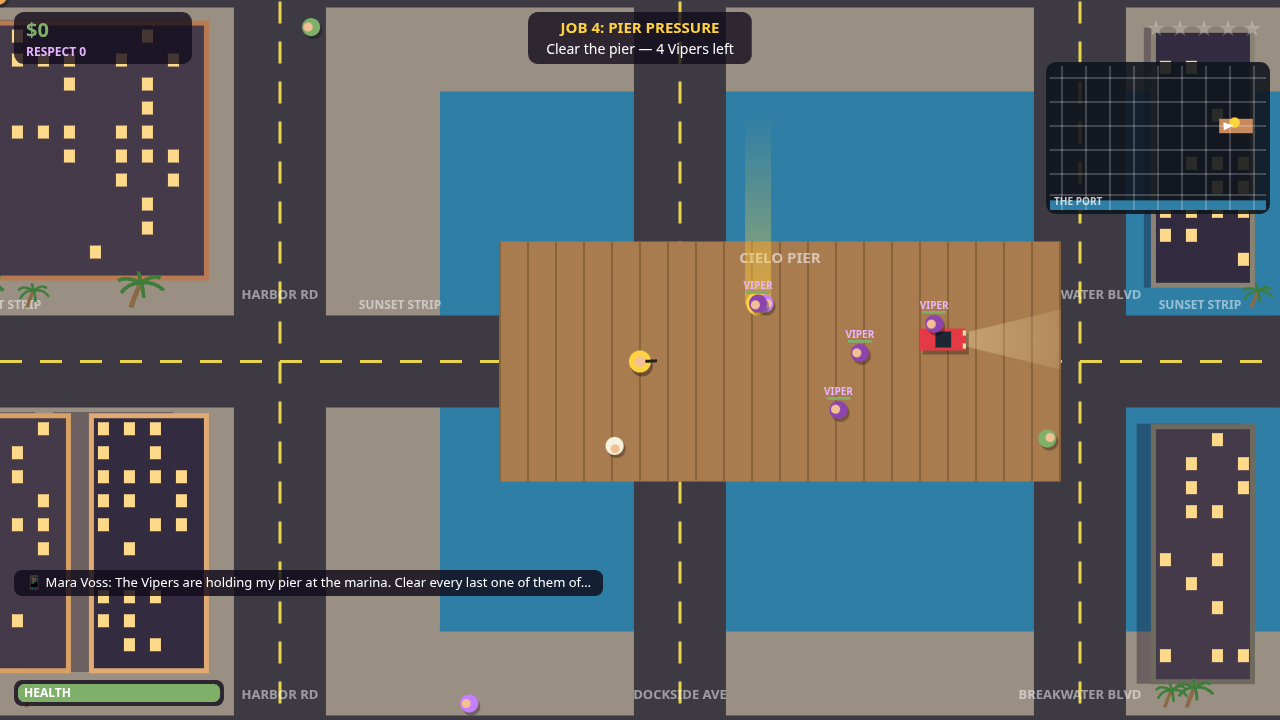 $0
RESPECT 0
JOB 4: PIER PRESSURE
Clear the pier — 4 Vipers left
THE PORT
CIELO PIER
VIPER
VIPER
VIPER
VIPER
HARBOR RD
WATER BLVD
T STRIP
SUNSET STRIP
SUNSET STRIP
Mara Voss: The Vipers are holding my pier at the marina. Clear every last one of them of...
HEALTH
HARBOR RD
DOCKSIDE AVE
BREAKWATER BLVD